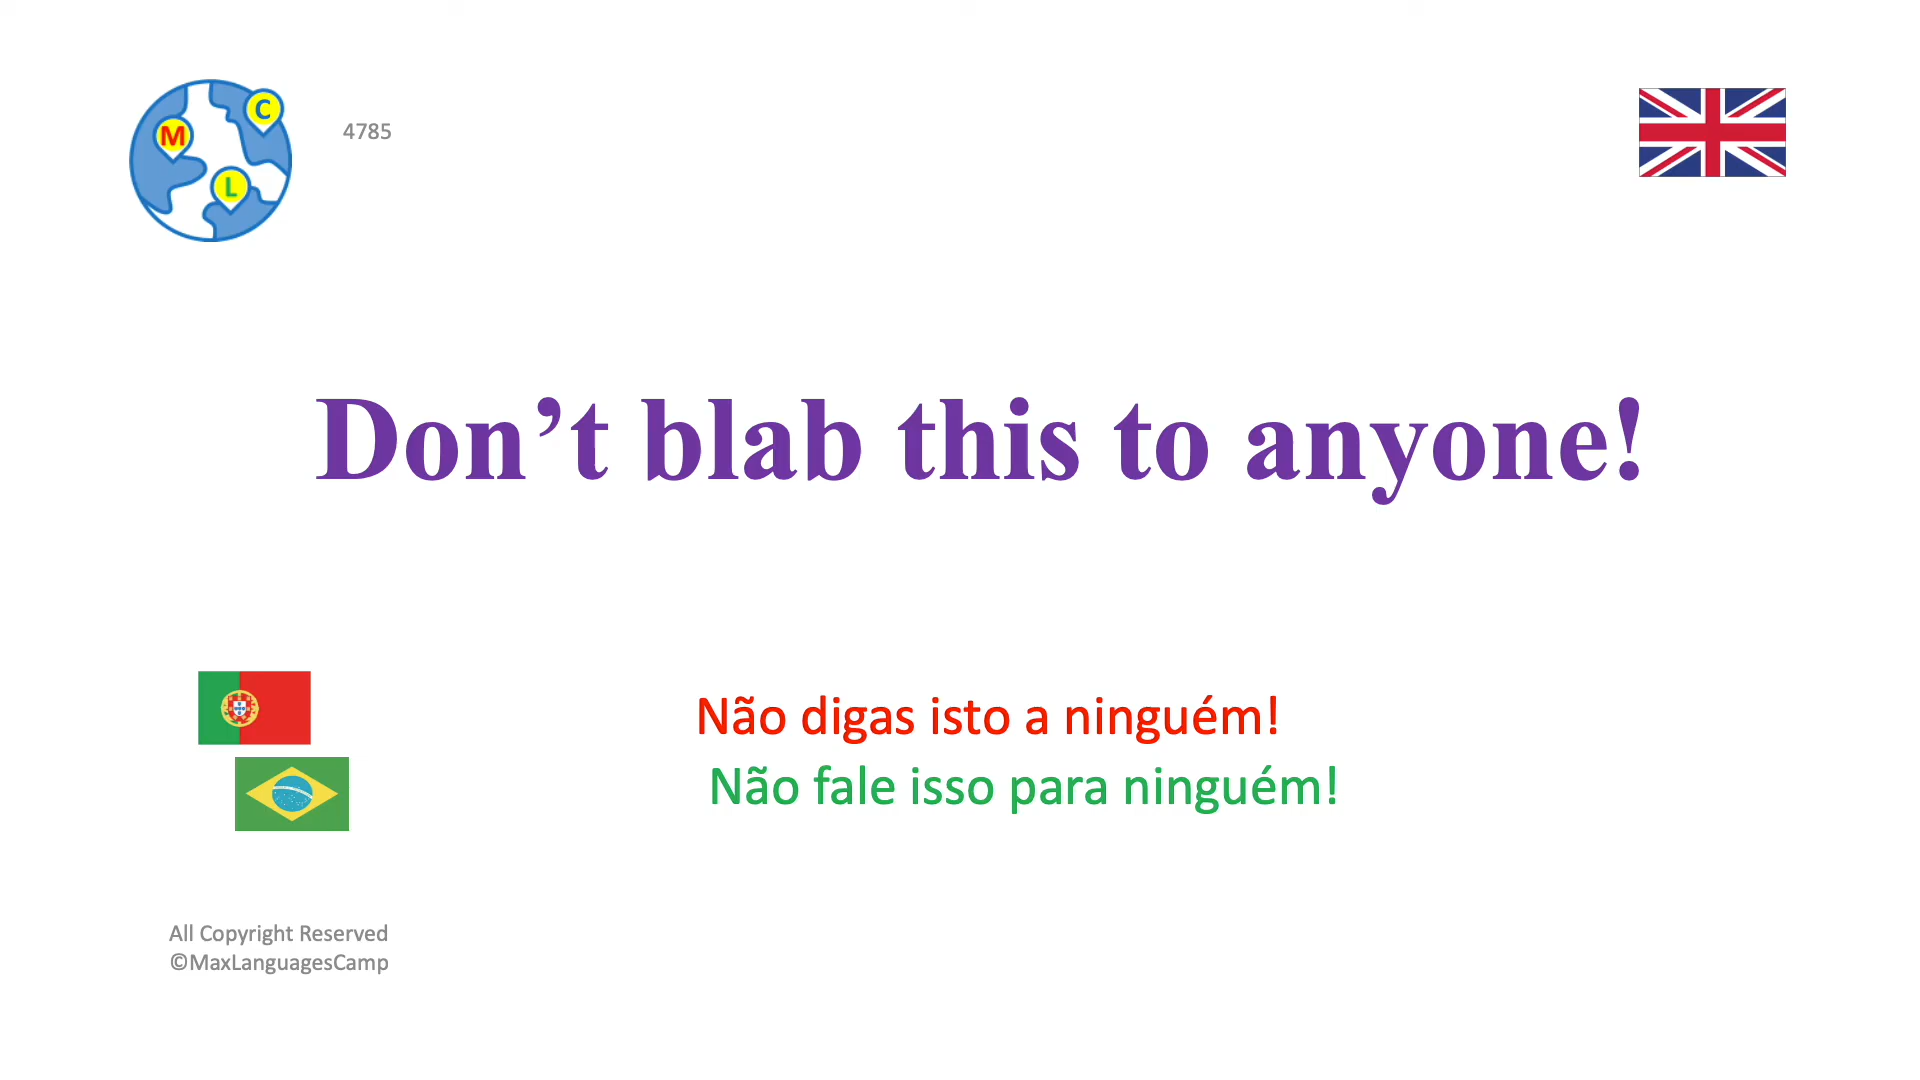 M
C
L
4785
Don’t blab this to anyone!
Não digas isto a ninguém!
Não fale isso para ninguém!
All Copyright Reserved
©MaxLanguagesCamp